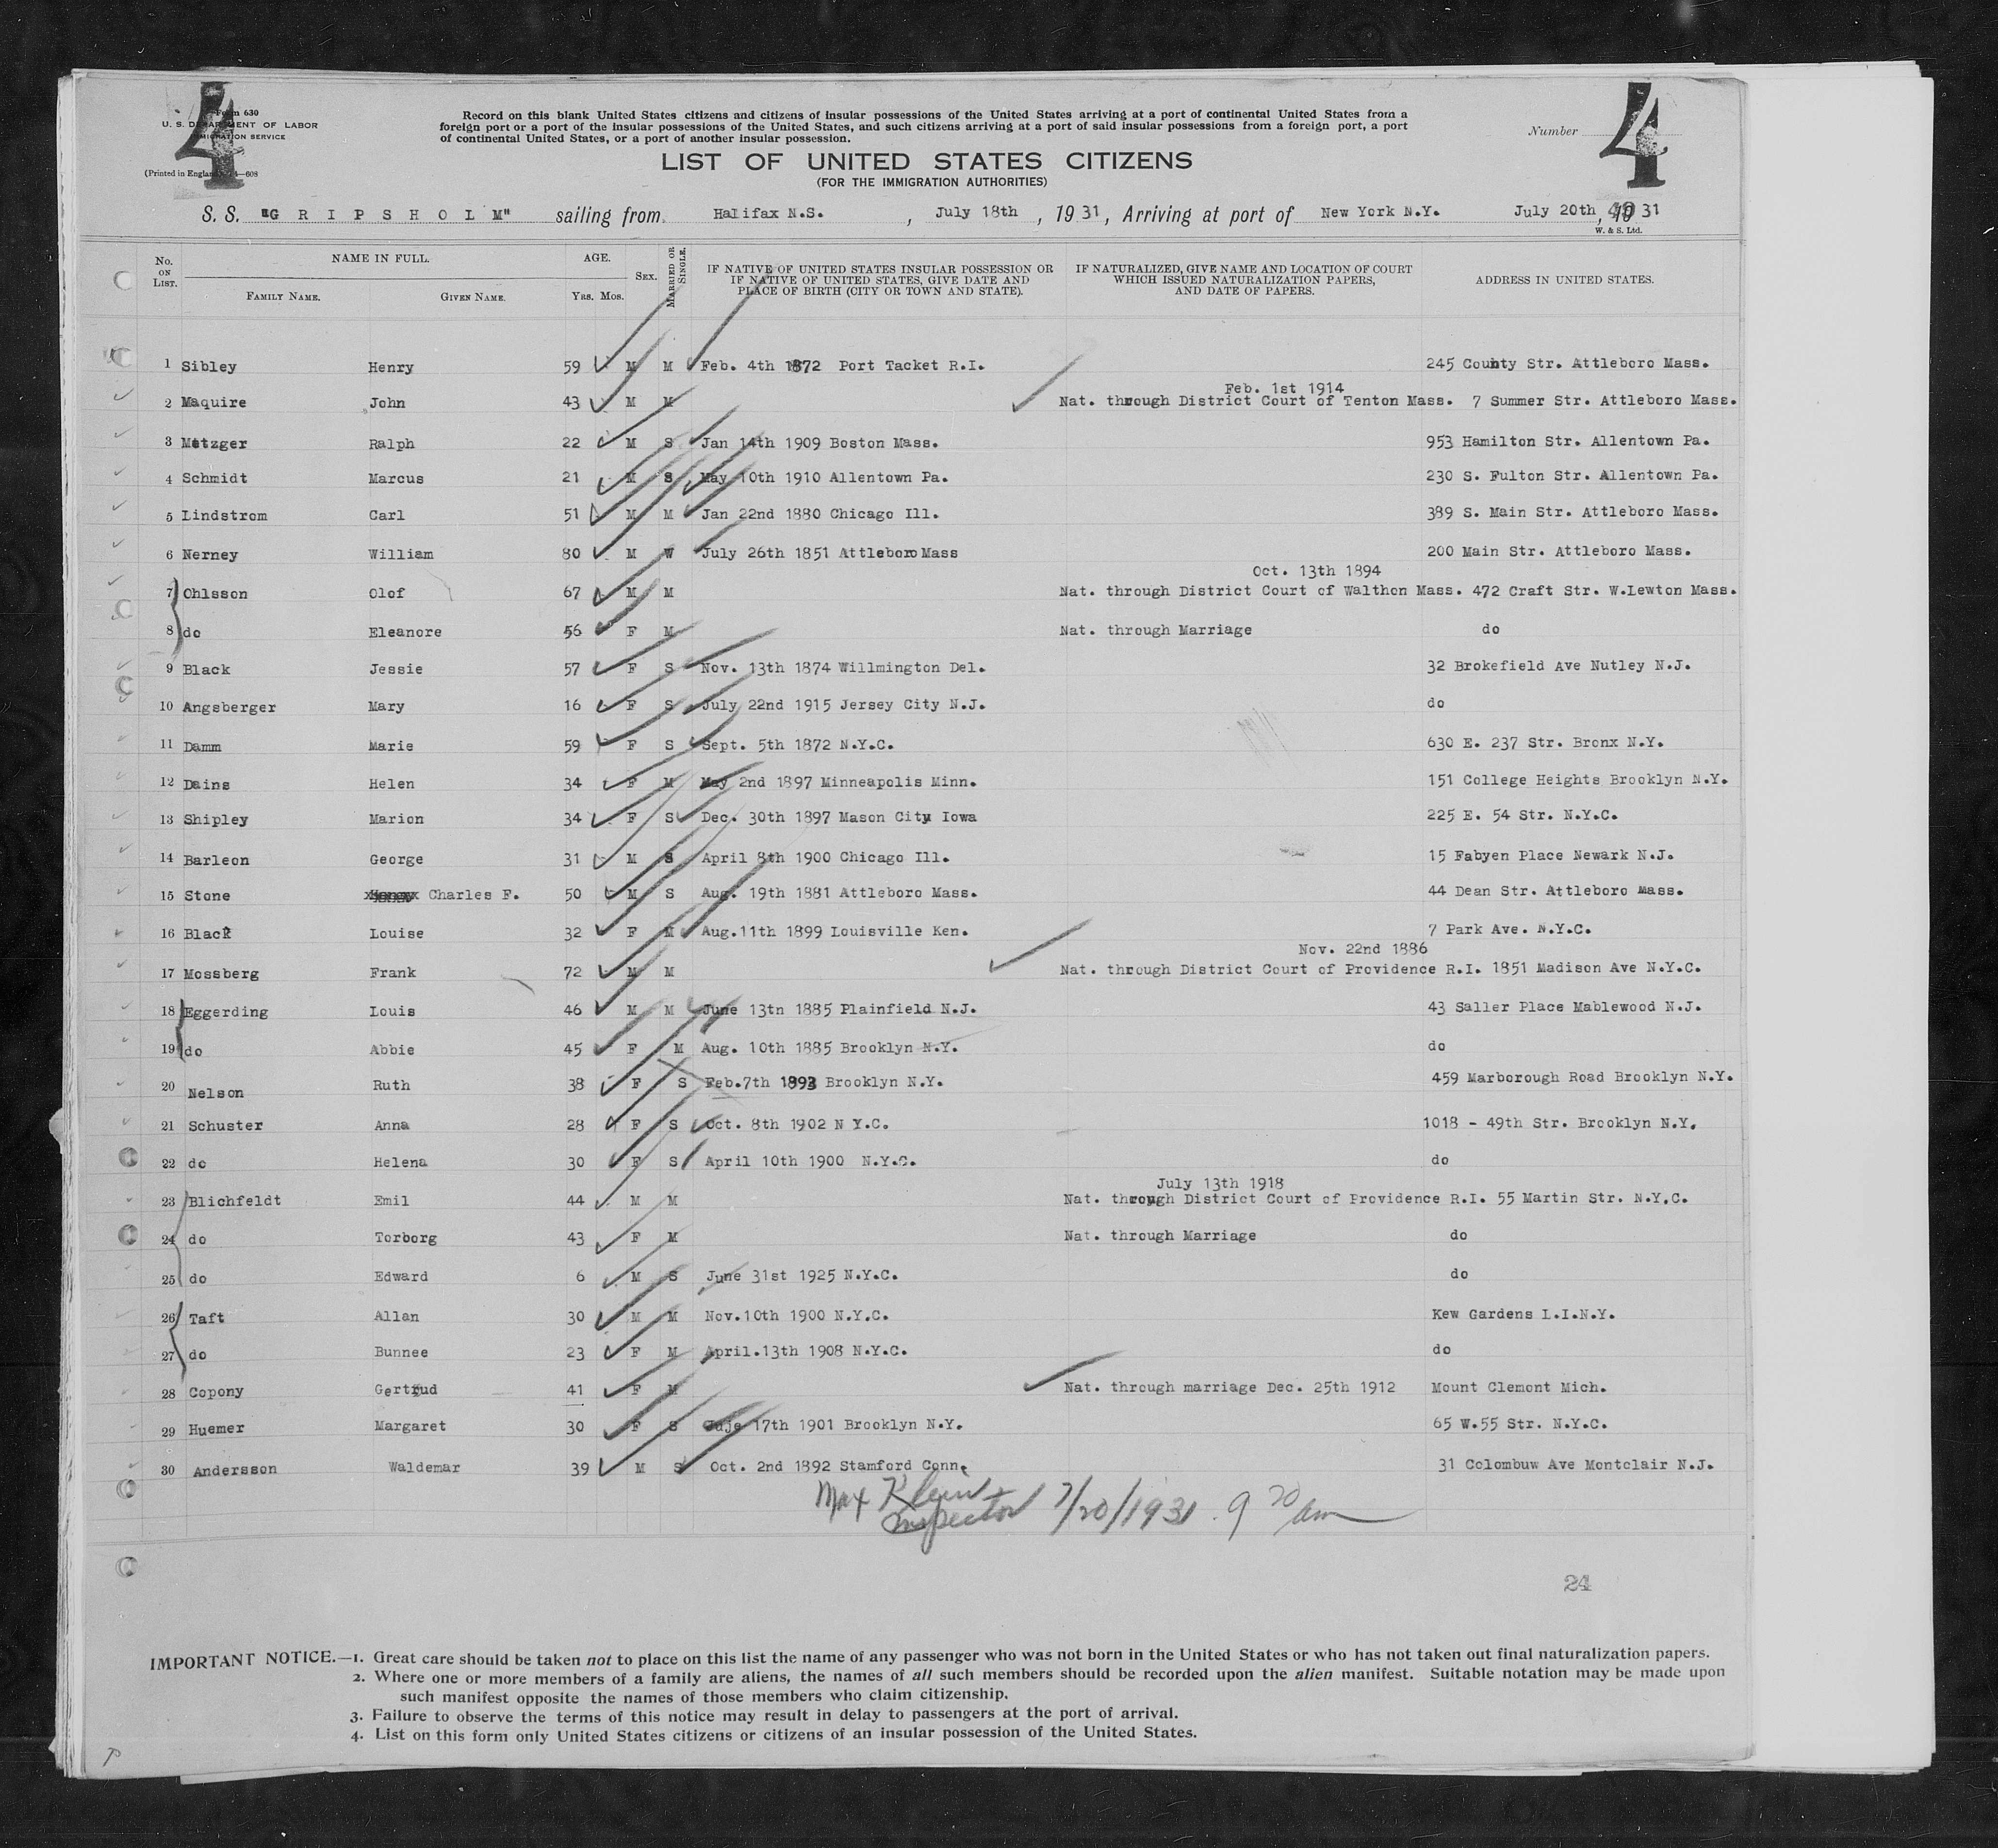 4
4
Form 630
U. S. DEPARTMENT OF LABOR
IMMIGRATION SERVICE
(Printed in England)
608
Record on this blank United States citizens and citizens of insular possessions of the United States arriving at a port of continental United States from a
foreign port or a port of the insular possessions of the United States, and such citizens arriving at a port of said insular possessions from a foreign port, a port
of continental United States, or a port of another insular possession.
Number
LIST OF UNITED STATES CITIZENS
(FOR THE IMMIGRATION AUTHORITIES)
S. S. "G R I P S H O L M" sailing from Halifax N.S. , July 18th , 19 31, Arriving at port of New York N.Y. July 20th, 19 31
W. & S. Ltd.
No. ON LIST. NAME IN FULL. FAMILY NAME. GIVEN NAME. AGE. Yrs. Mos. SEX. MARRIED OR SINGLE. IF NATIVE OF UNITED STATES INSULAR POSSESSION OR IF NATIVE OF UNITED STATES, GIVE DATE AND PLACE OF BIRTH (CITY OR TOWN AND STATE). IF NATURALIZED, GIVE NAME AND LOCATION OF COURT WHICH ISSUED NATURALIZATION PAPERS, AND DATE OF PAPERS. ADDRESS IN UNITED STATES.
1 Sibley Henry 59 M M Feb. 4th 1872 Port Tacket R.I. 245 County Str. Attleboro Mass.
Feb. 1st 1914
2 Maquire John 43 M M Nat. through District Court of Tenton Mass. 7 Summer Str. Attleboro Mass.
3 Metzger Ralph 22 M S Jan 14th 1909 Boston Mass. 953 Hamilton Str. Allentown Pa.
4 Schmidt Marcus 21 M S May 10th 1910 Allentown Pa. 230 S. Fulton Str. Allentown Pa.
5 Lindstrom Carl 51 M M Jan 22nd 1880 Chicago Ill. 389 S. Main Str. Attleboro Mass.
6 Nerney William 80 M W July 26th 1851 Attleboro Mass 200 Main Str. Attleboro Mass.
Oct. 13th 1894
7 Ohlsson Olof 67 M M Nat. through District Court of Walthon Mass. 472 Craft Str. W.Lewton Mass.
8 do Eleanore 56 F M Nat. through Marriage do
9 Black Jessie 57 F S Nov. 13th 1874 Willmington Del. 32 Brokefield Ave Nutley N.J.
10 Angsberger Mary 16 F S July 22nd 1915 Jersey City N.J. do
11 Damm Marie 59 F S Sept. 5th 1872 N.Y.C. 630 E. 237 Str. Bronx N.Y.
12 Dains Helen 34 F M May 2nd 1897 Minneapolis Minn. 151 College Heights Brooklyn N.Y.
13 Shipley Marion 34 F S Dec. 30th 1897 Mason City Iowa 225 E. 54 Str. N.Y.C.
14 Barleon George 31 M S April 8th 1900 Chicago Ill. 15 Fabyen Place Newark N.J.
15 Stone Charles F. 50 M S Aug. 19th 1881 Attleboro Mass. 44 Dean Str. Attleboro Mass.
16 Black Louise 32 F M Aug.11th 1899 Louisville Ken. 7 Park Ave. N.Y.C.
Nov. 22nd 1886
17 Mossberg Frank 72 M M Nat. through District Court of Providence R.I. 1851 Madison Ave N.Y.C.
18 Eggerding Louis 46 M M June 13tn 1885 Plainfield N.J. 43 Saller Place Mablewood N.J.
19 do Abbie 45 F M Aug. 10th 1885 Brooklyn N.Y. do
20 Nelson Ruth 38 F S Feb.7th 1893 Brooklyn N.Y. 459 Marborough Road Brooklyn N.Y.
21 Schuster Anna 28 F S Oct. 8th 1902 N Y.C. 1018 - 49th Str. Brooklyn N.Y.
22 do Helena 30 F S April 10th 1900 N.Y.C. do
July 13th 1918
23 Blichfeldt Emil 44 M M Nat. through District Court of Providence R.I. 55 Martin Str. N.Y.C.
24 do Torborg 43 F M Nat. through Marriage do
25 do Edward 6 M S June 31st 1925 N.Y.C. do
26 Taft Allan 30 M M Nov.10th 1900 N.Y.C. Kew Gardens L.I.N.Y.
27 do Bunnee 23 F M April.13th 1908 N.Y.C. do
28 Copony Gertrud 41 F M Nat. through marriage Dec. 25th 1912 Mount Clemont Mich.
29 Huemer Margaret 30 F S 17th 1901 Brooklyn N.Y. 65 W.55 Str. N.Y.C.
30 Andersson Waldemar 39 M S Oct. 2nd 1892 Stamford Conn. 31 Colombuw Ave Montclair N.J.
Max Klein
Inspector 7/20/1931. 9 20 am
24
IMPORTANT NOTICE.—1. Great care should be taken not to place on this list the name of any passenger who was not born in the United States or who has not taken out final naturalization papers.
2. Where one or more members of a family are aliens, the names of all such members should be recorded upon the alien manifest. Suitable notation may be made upon
such manifest opposite the names of those members who claim citizenship.
3. Failure to observe the terms of this notice may result in delay to passengers at the port of arrival.
4. List on this form only United States citizens or citizens of an insular possession of the United States.